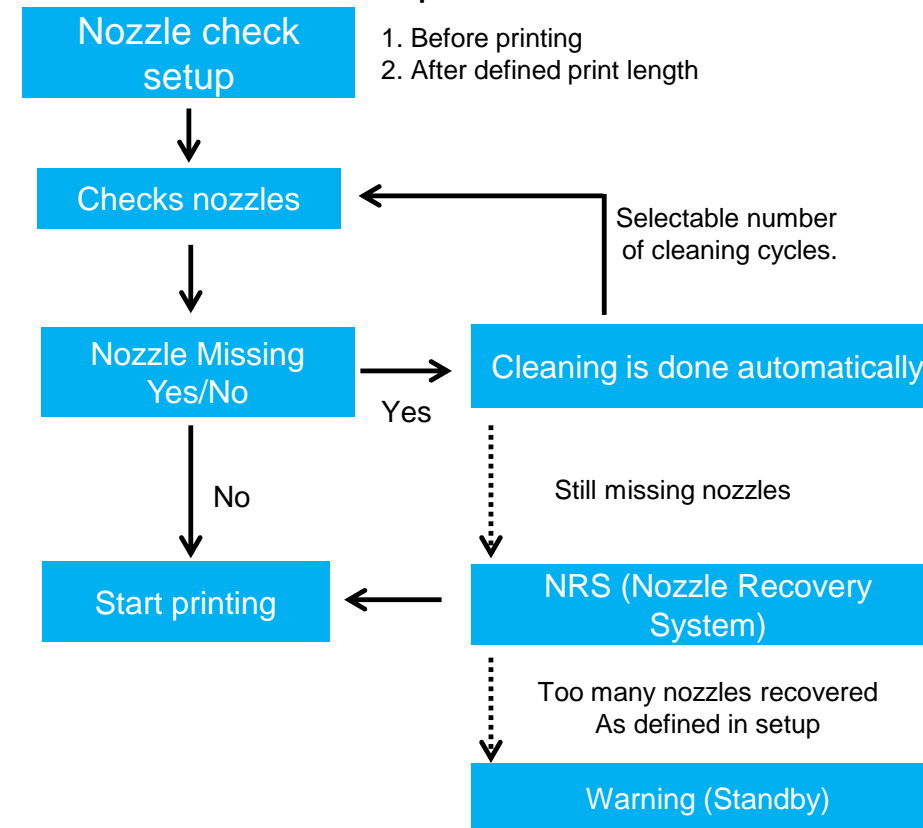 Nozzle check
setup
1. Before printing
2. After defined print length
Checks nozzles
Selectable number
of cleaning cycles.
Nozzle Missing
Yes/No
Yes
Cleaning is done automatically
No
Still missing nozzles
Start printing
NRS (Nozzle Recovery
System)
Too many nozzles recovered
As defined in setup
Warning (Standby)